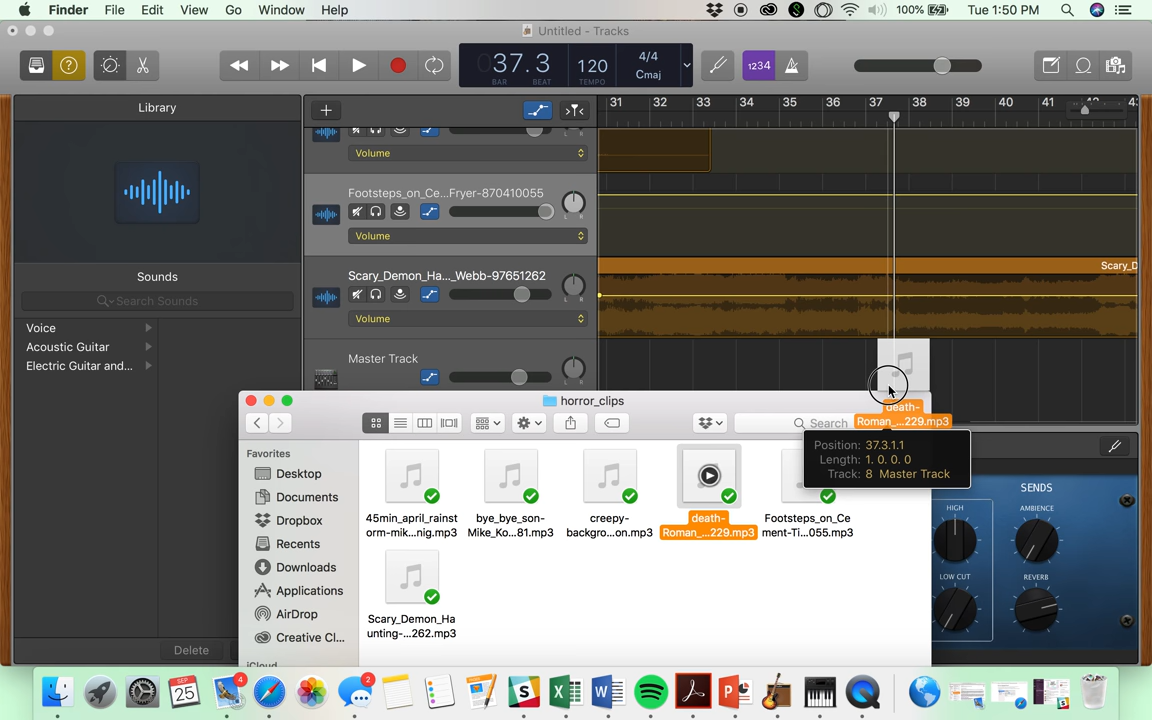 Finder File Edit View Go Window Help 100% Tue 1:50 PM
Untitled - Tracks
37.3 120 4/4 Cmaj 1234
BAR BEAT TEMPO
Library
31 32 33 34 35 36 37 38 39 40 41 42
Volume
Footsteps_on_Ce...Fryer-870410055
L R
Volume
Sounds
Search Sounds
Voice
Acoustic Guitar
Electric Guitar and...
Scary_Demon_Ha..._Webb-97651262
Scary_D
L R
Volume
Master Track
death-
Roman_...229.mp3
Position: 37.3.1.1
Length: 1. 0. 0. 0
Track: 8 Master Track
horror_clips
Search
Favorites
Desktop
Documents
Dropbox
Recents
Downloads
Applications
AirDrop
Creative Cl...
iCloud
45min_april_rainst
orm-mik...nig.mp3
bye_bye_son-
Mike_Ko...81.mp3
creepy-
backgro...on.mp3
death-
Roman_...229.mp3
Footsteps_on_Ce
ment-Ti...055.mp3
Scary_Demon_Ha
unting-...262.mp3
SENDS
HIGH AMBIENCE
LOW CUT REVERB
Delete
SEP
25
4
2